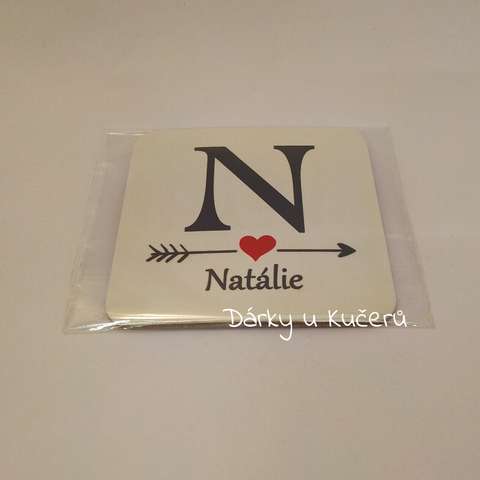 N
Natálie
Dárky u Kučerů